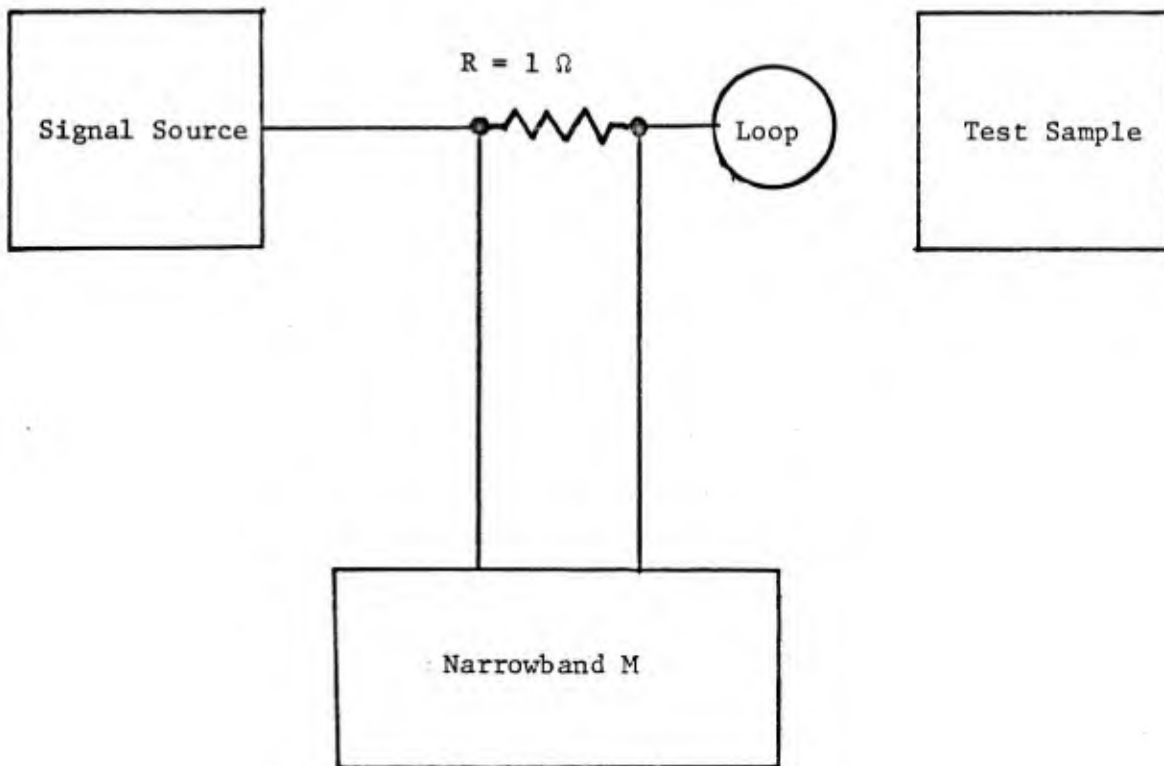 R = 1 Ω
Signal Source
Loop
Test Sample
Narrowband M